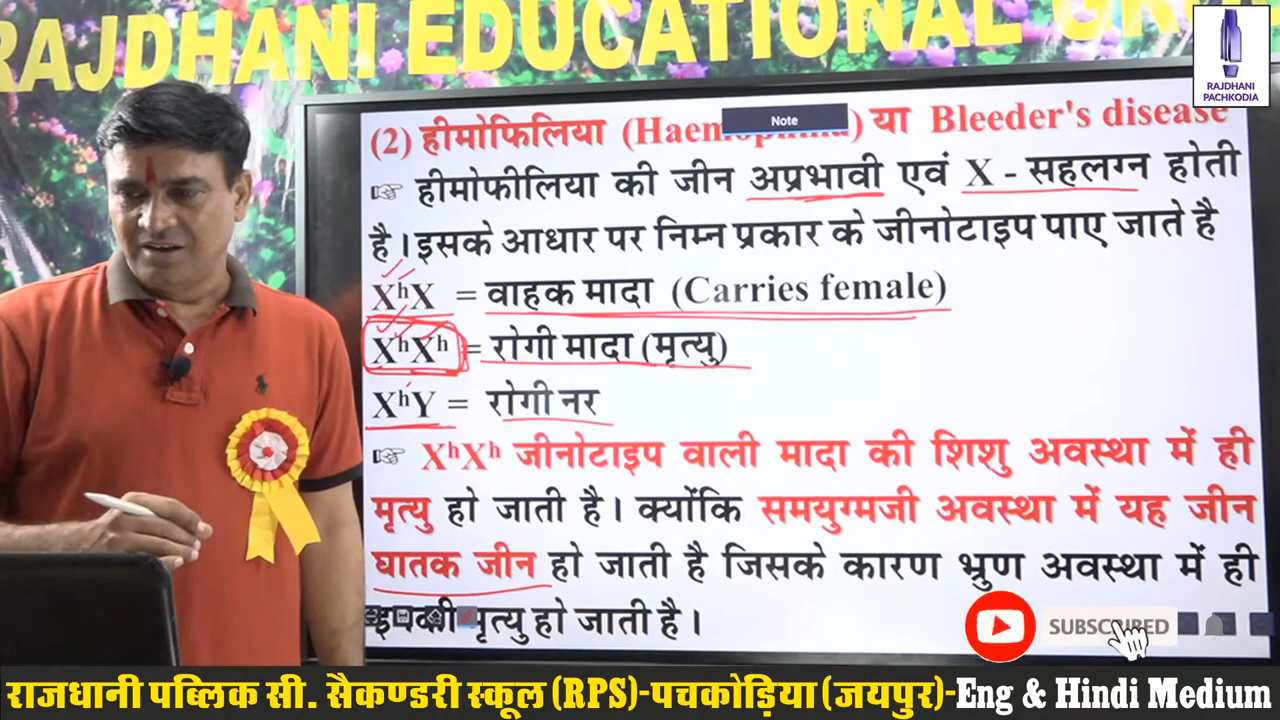 RAJDHANI EDUCATIONAL
RAJDHANI
PACHKODIA
Note
(2) हीमोफिलिया या Bleeder's disease
☞ हीमोफीलिया की जीन अप्रभावी एवं X - सहलग्न होती
है। इसके आधार पर निम्न प्रकार के जीनोटाइप पाए जाते है
XʰX = वाहक मादा (Carries female)
XʰXʰ = रोगी मादा (मृत्यु)
XʰY = रोगी नर
☞ XʰXʰ जीनोटाइप वाली मादा की शिशु अवस्था में ही
मृत्यु हो जाती है। क्योंकि समयुग्मजी अवस्था में यह जीन
घातक जीन हो जाती है जिसके कारण भ्रुण अवस्था में ही
मृत्यु हो जाती है।
SUBSCRIBED
राजधानी पब्लिक सी. सैकण्डरी स्कूल (RPS)-पचकोड़िया (जयपुर)-Eng & Hindi Medium